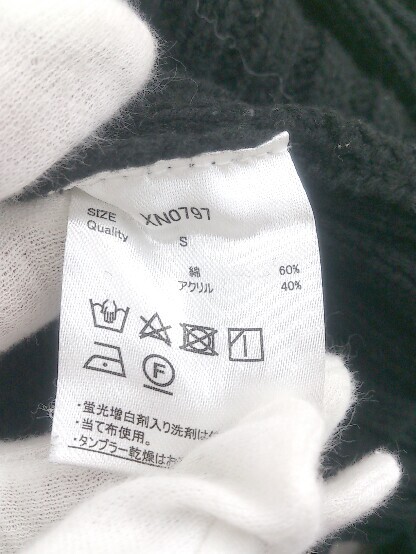 XN0797
SIZE S
Quality
綿 60%
アクリル 40%
F
・蛍光増白剤入り洗剤は
・当て布使用。
・タンブラー乾燥はお